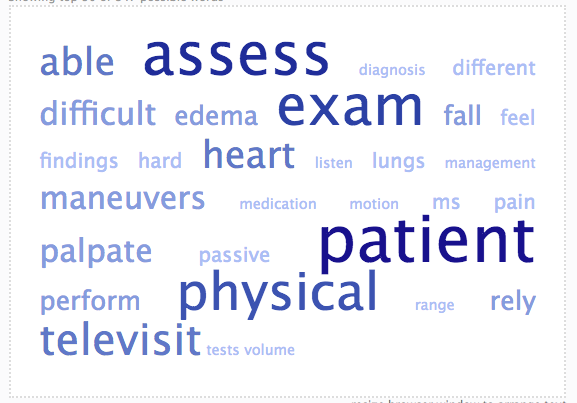 able assess diagnosis different
difficult edema exam fall feel
findings hard heart listen lungs management
maneuvers medication motion ms pain
palpate passive patient
perform physical range rely
televisit tests volume